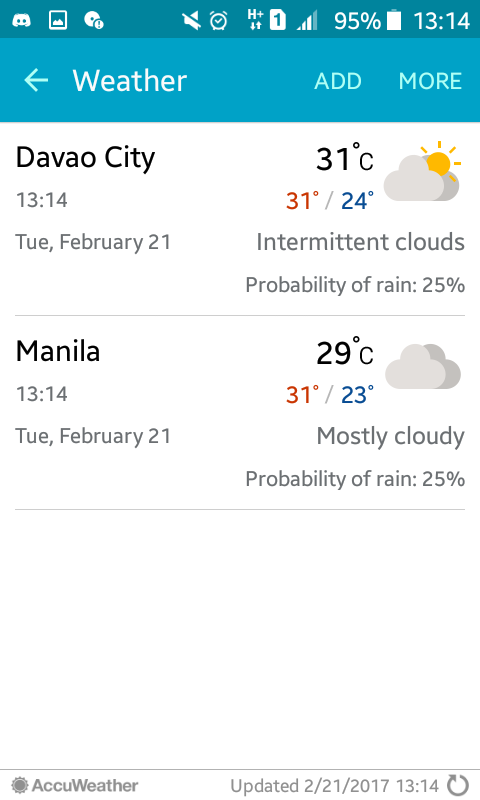 H+ 1 95% 13:14
Weather ADD MORE
Davao City 31°C
13:14 31° / 24°
Tue, February 21 Intermittent clouds
Probability of rain: 25%
Manila 29°C
13:14 31° / 23°
Tue, February 21 Mostly cloudy
Probability of rain: 25%
AccuWeather Updated 2/21/2017 13:14